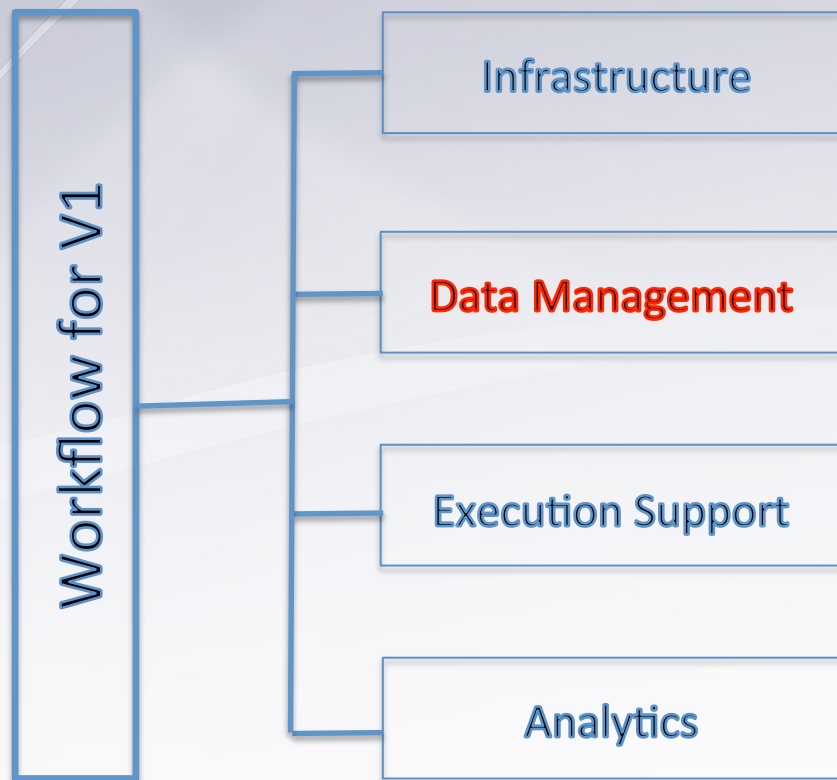 Workflow for V1
Infrastructure
Data Management
Execution Support
Analytics